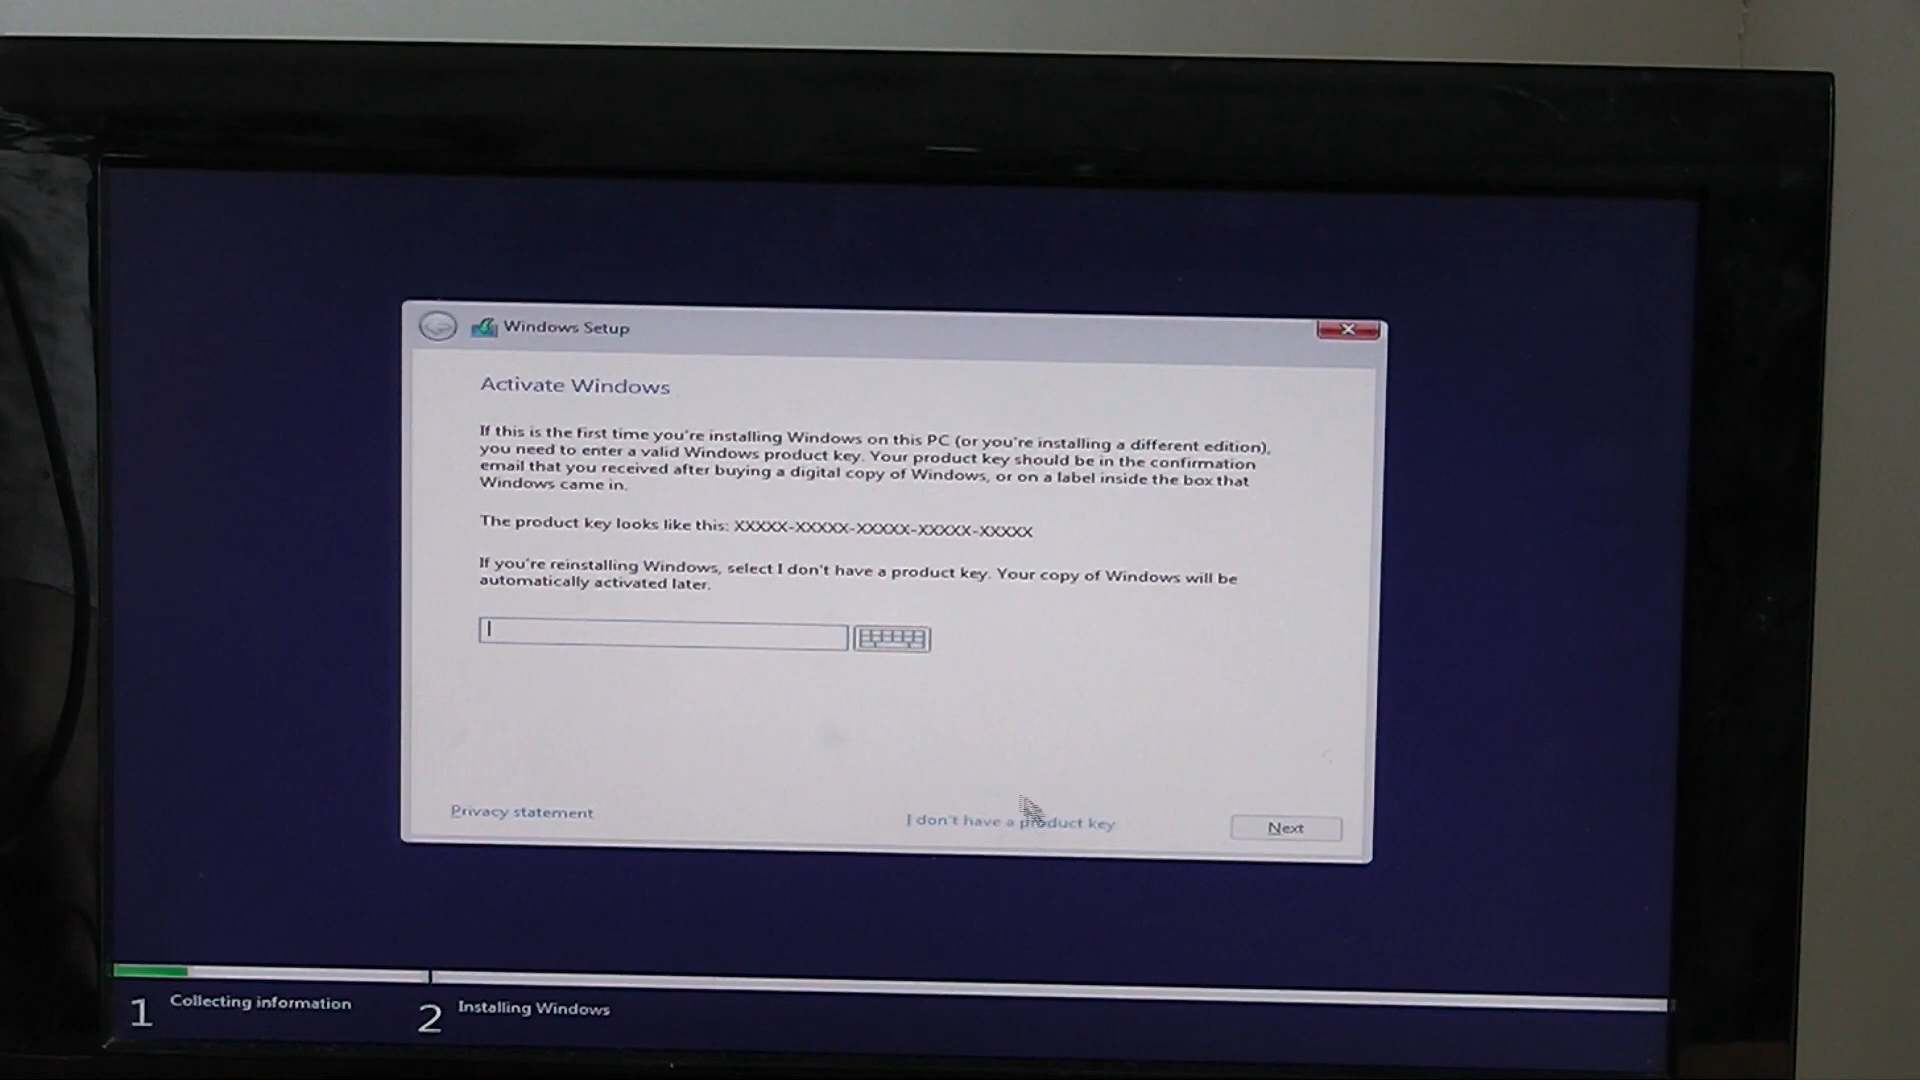 Windows Setup
Activate Windows
If this is the first time you're installing Windows on this PC (or you're installing a different edition),
you need to enter a valid Windows product key. Your product key should be in the confirmation
email that you received after buying a digital copy of Windows, or on a label inside the box that
Windows came in.
The product key looks like this: XXXXX-XXXXX-XXXXX-XXXXX-XXXXX
If you're reinstalling Windows, select I don't have a product key. Your copy of Windows will be
automatically activated later.
Privacy statement
I don't have a product key
Next
1 Collecting information
2 Installing Windows